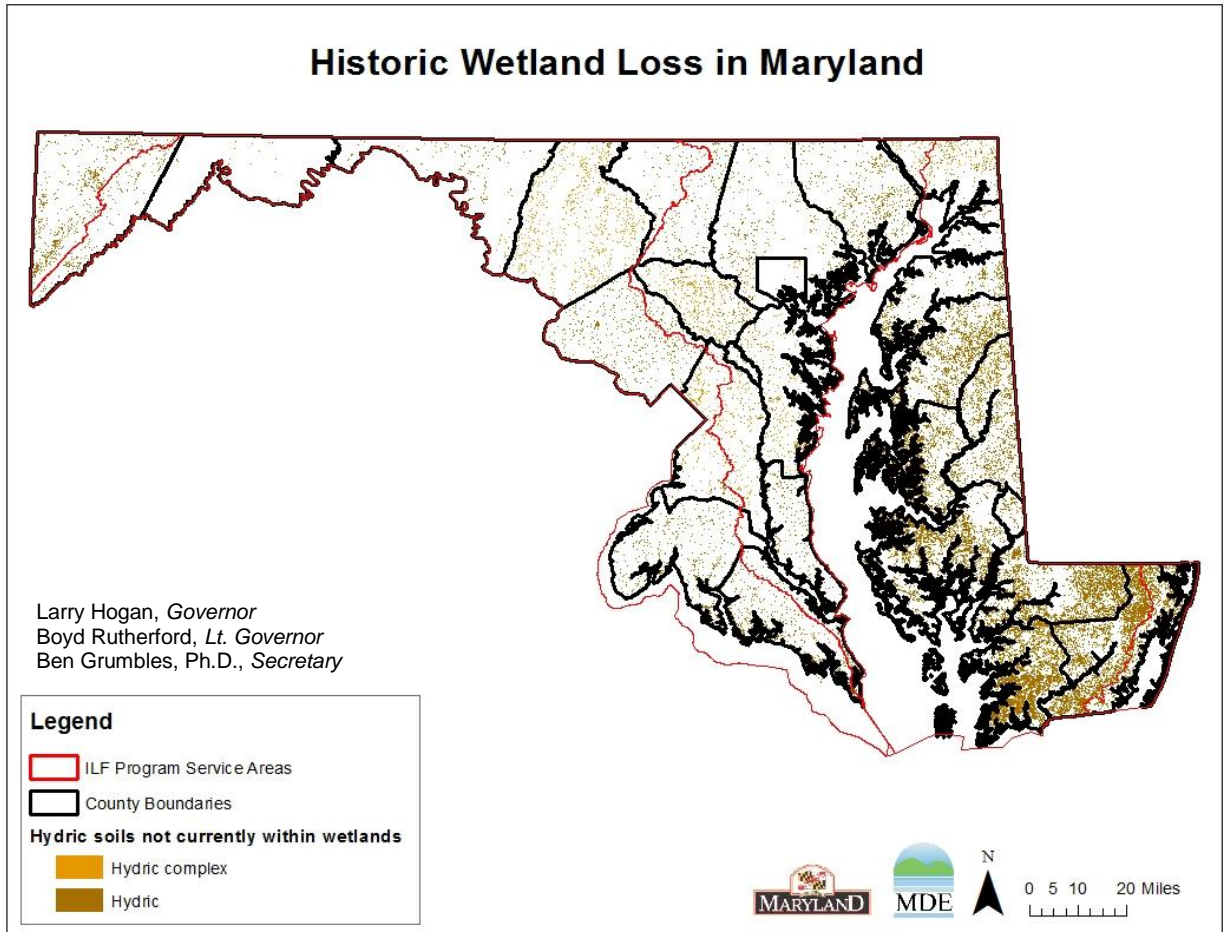 Historic Wetland Loss in Maryland
Larry Hogan, Governor
Boyd Rutherford, Lt. Governor
Ben Grumbles, Ph.D., Secretary
Legend
ILF Program Service Areas
County Boundaries
Hydric soils not currently within wetlands
Hydric complex
Hydric
MARYLAND
MDE
N
0 5 10 20 Miles